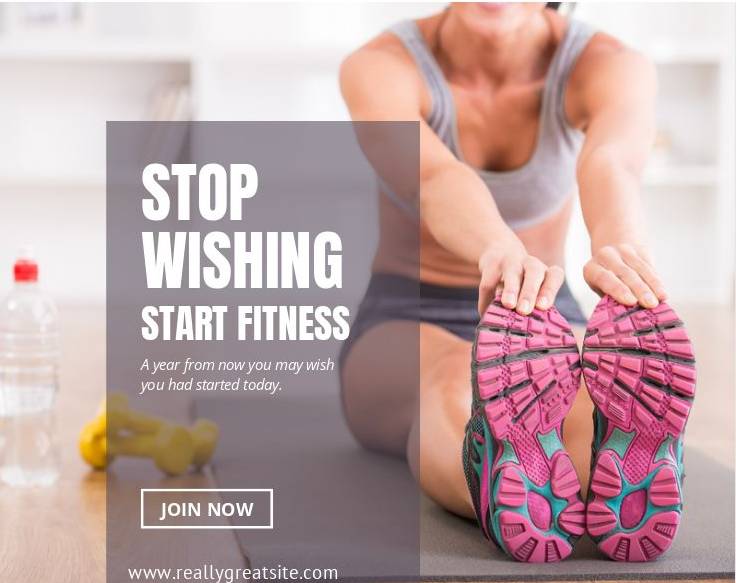 STOP
WISHING
START FITNESS
A year from now you may wish
you had started today.
JOIN NOW
www.reallygreatsite.com